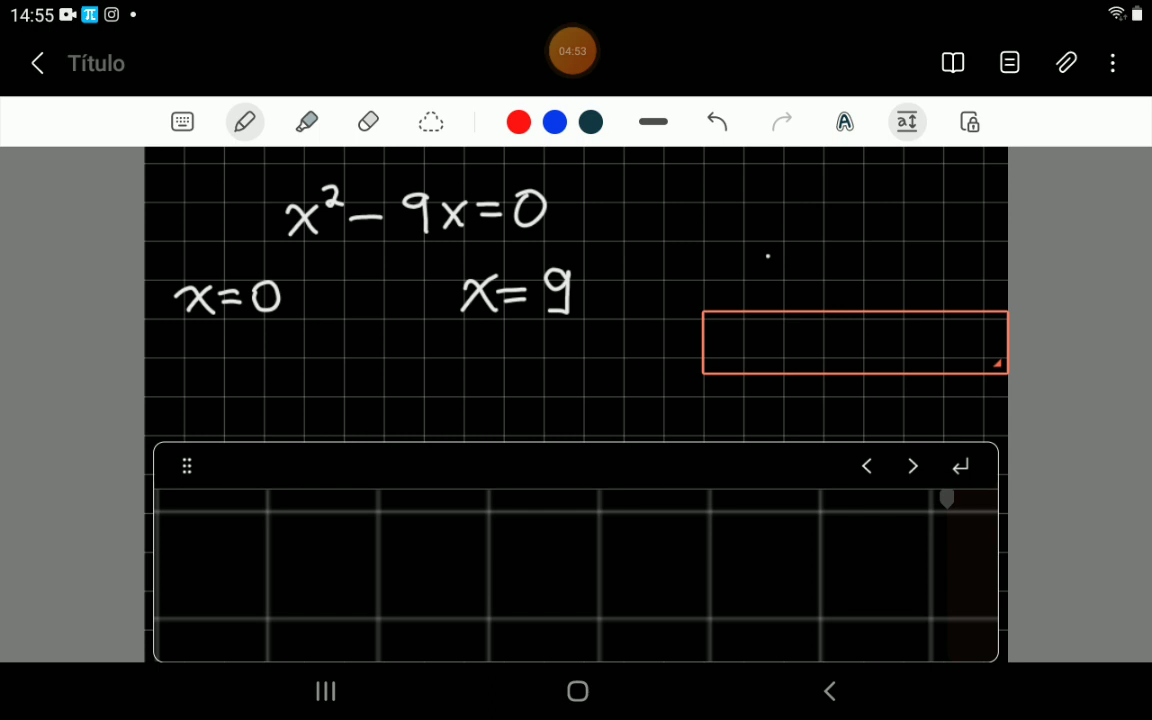 14:55
04:53
Título
x² - 9x = 0
x = 0 x = 9